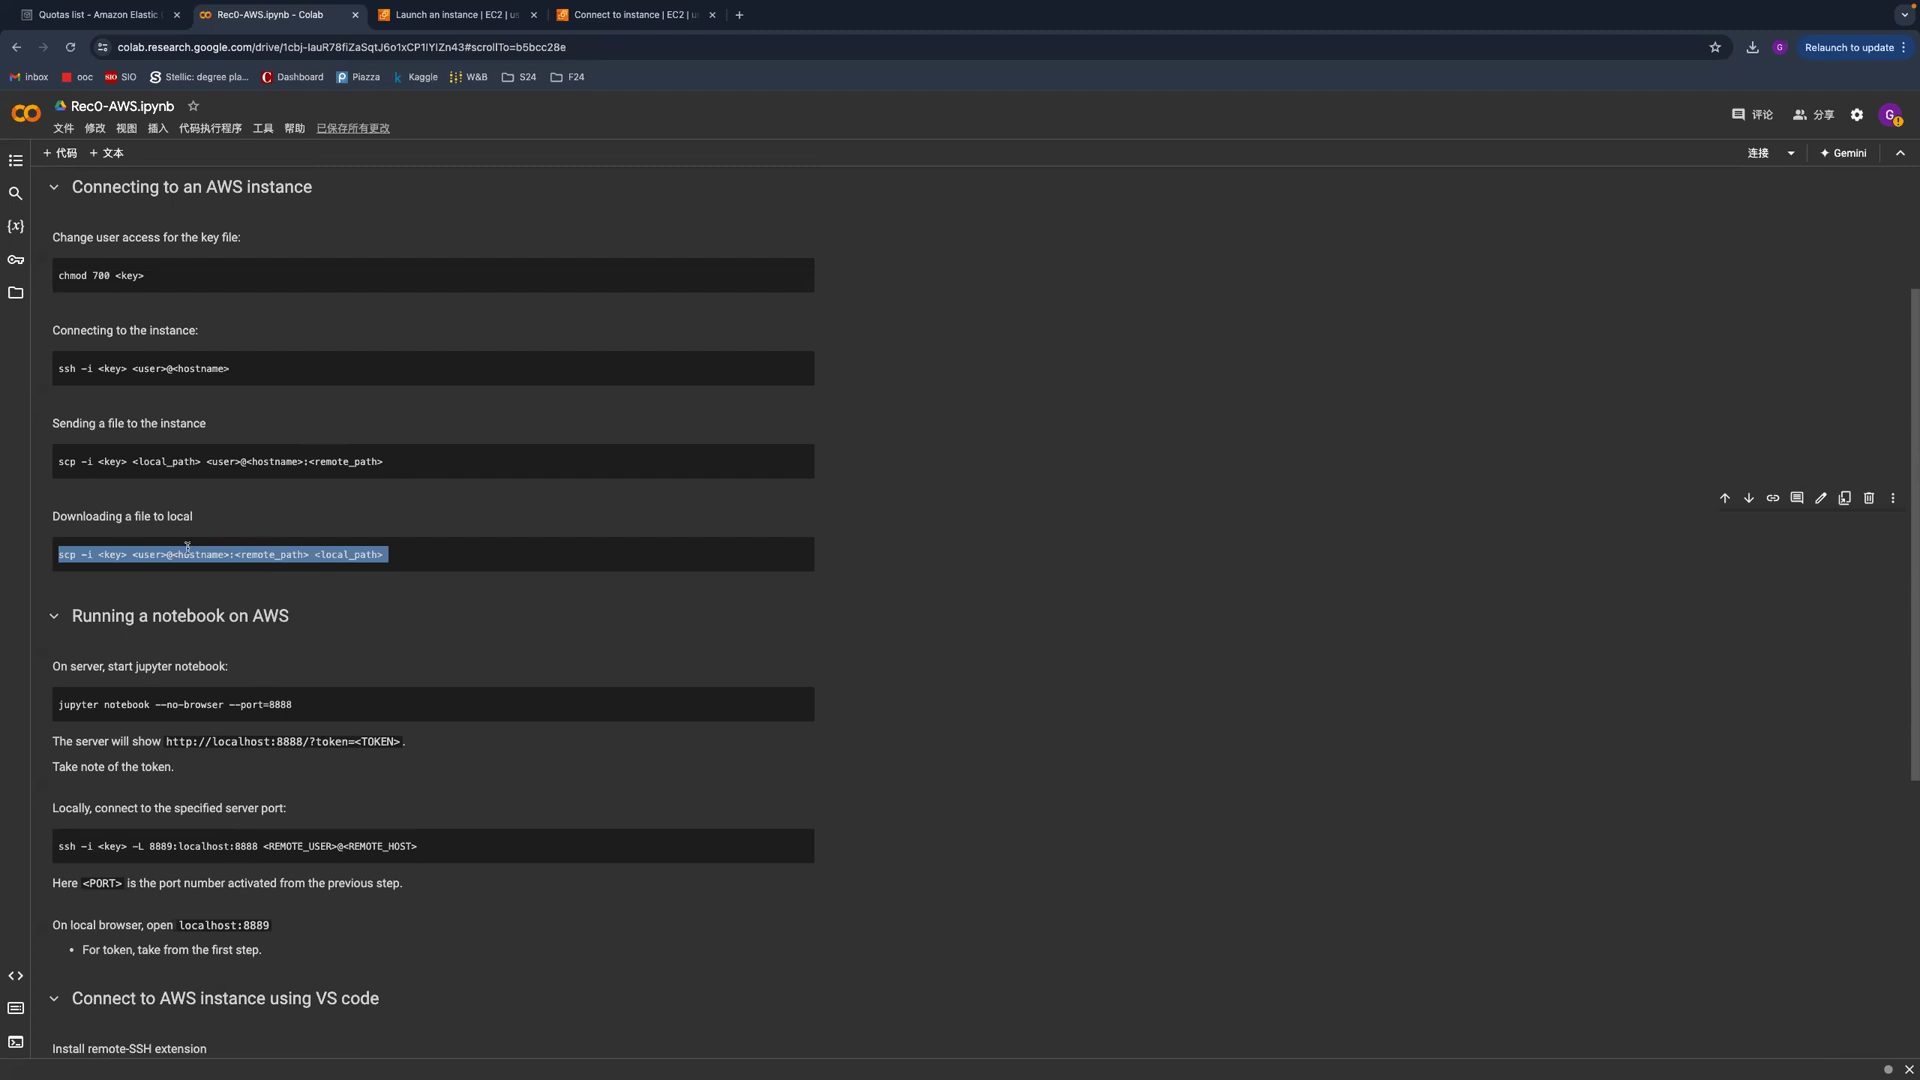 Quotas list - Amazon Elastic
Rec0-AWS.ipynb - Colab
Launch an instance | EC2 | us
Connect to instance | EC2 | us
colab.research.google.com/drive/1cbj-IauR78fiZaSqtJ6o1xCP1IYIZn43#scrollTo=b5bcc28e
G
Relaunch to update
inbox
ooc
SIO SIO
Stellic: degree pla...
Dashboard
Piazza
Kaggle
W&B
S24
F24
Rec0-AWS.ipynb
评论
分享
G
文件 修改 视图 插入 代码执行程序 工具 帮助 已保存所有更改
+ 代码 + 文本
连接
Gemini
Connecting to an AWS instance
Change user access for the key file:
chmod 700 <key>
Connecting to the instance:
ssh -i <key> <user>@<hostname>
Sending a file to the instance
scp -i <key> <local_path> <user>@<hostname>:<remote_path>
Downloading a file to local
scp -i <key> <user>@<hostname>:<remote_path> <local_path>
Running a notebook on AWS
On server, start jupyter notebook:
jupyter notebook --no-browser --port=8888
The server will show http://localhost:8888/?token=<TOKEN>.
Take note of the token.
Locally, connect to the specified server port:
ssh -i <key> -L 8889:localhost:8888 <REMOTE_USER>@<REMOTE_HOST>
Here <PORT> is the port number activated from the previous step.
On local browser, open localhost:8889
• For token, take from the first step.
Connect to AWS instance using VS code
Install remote-SSH extension